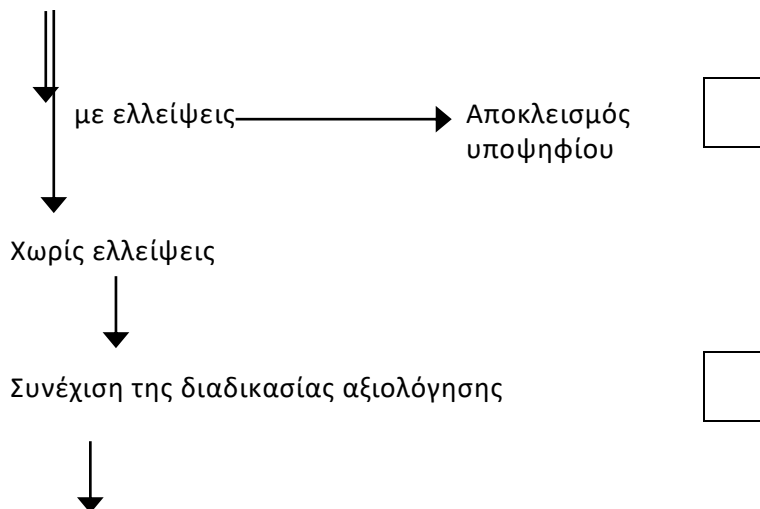 με ελλείψεις
Αποκλεισμός
υποψηφίου
Χωρίς ελλείψεις
Συνέχιση της διαδικασίας αξιολόγησης